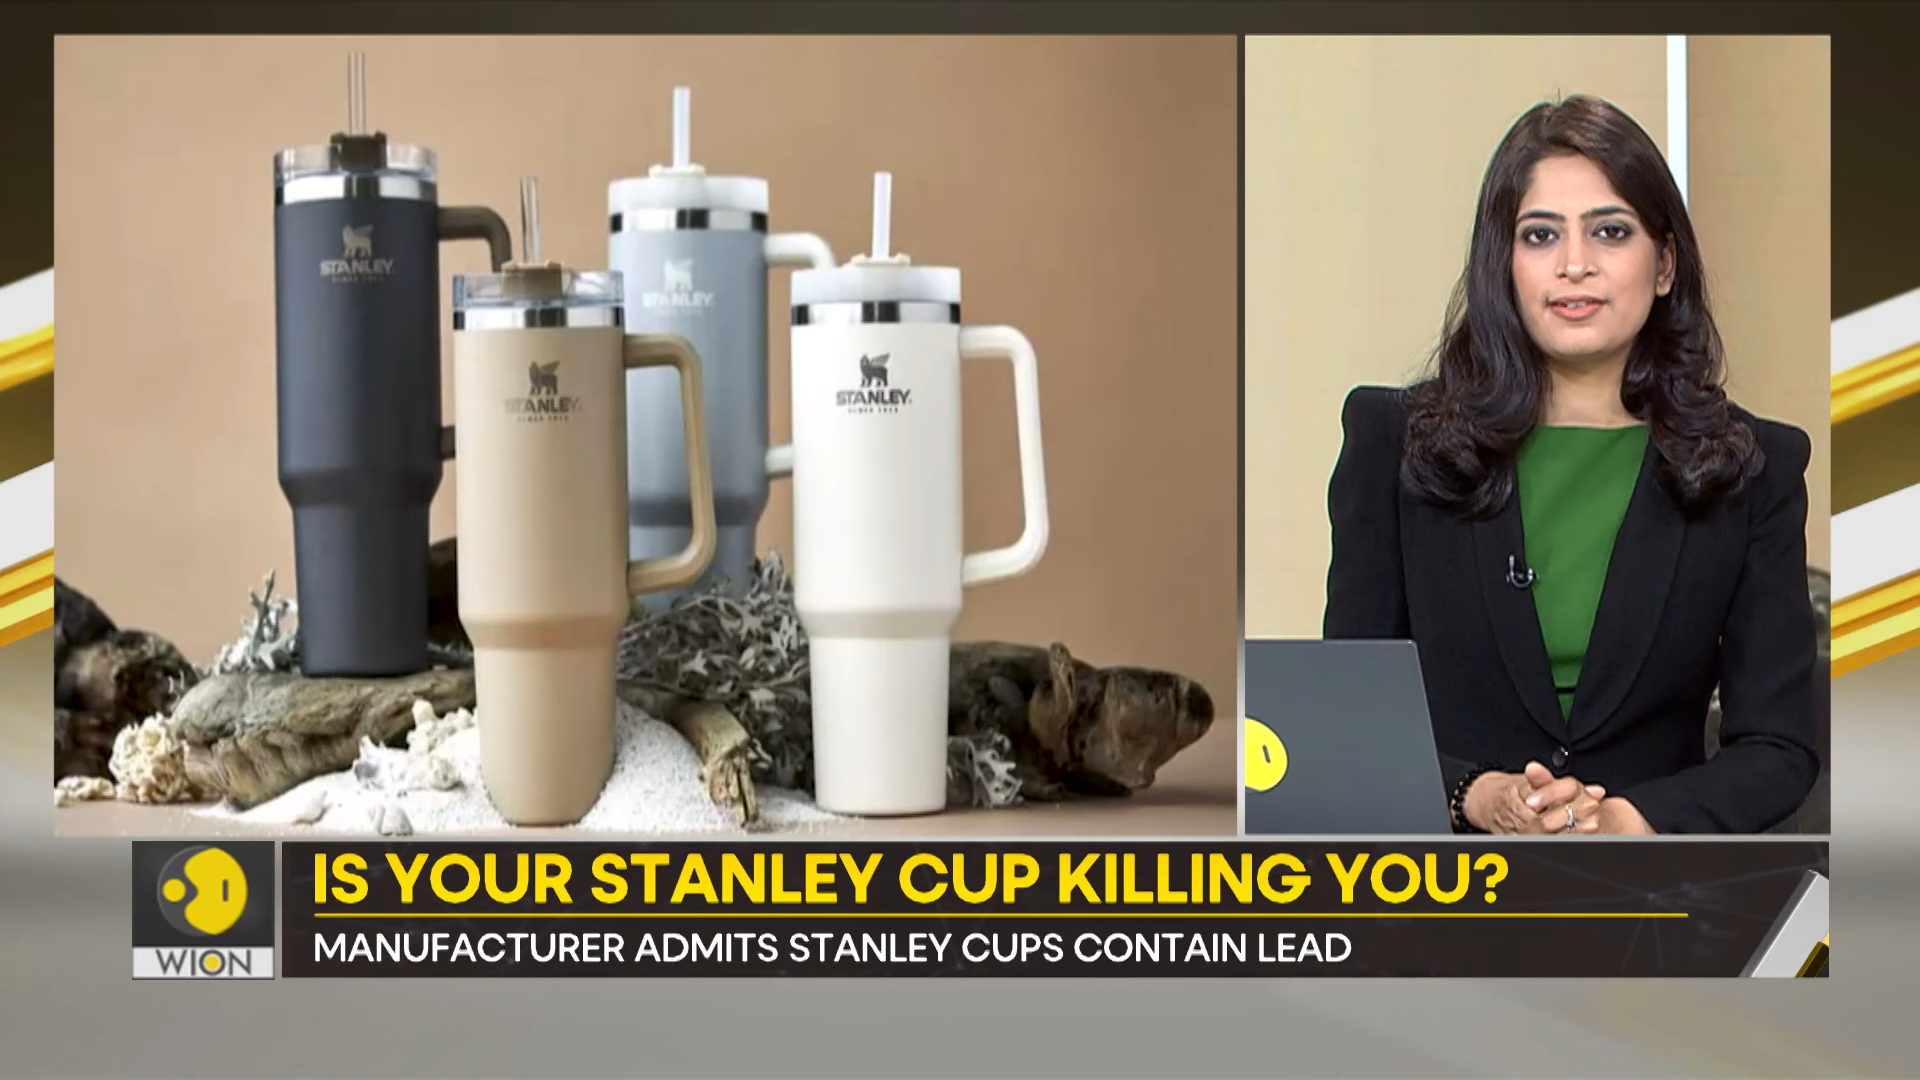 STANLEY.
STANLEY.
STANLEY.
STANLEY.
IS YOUR STANLEY CUP KILLING YOU?
MANUFACTURER ADMITS STANLEY CUPS CONTAIN LEAD
WION